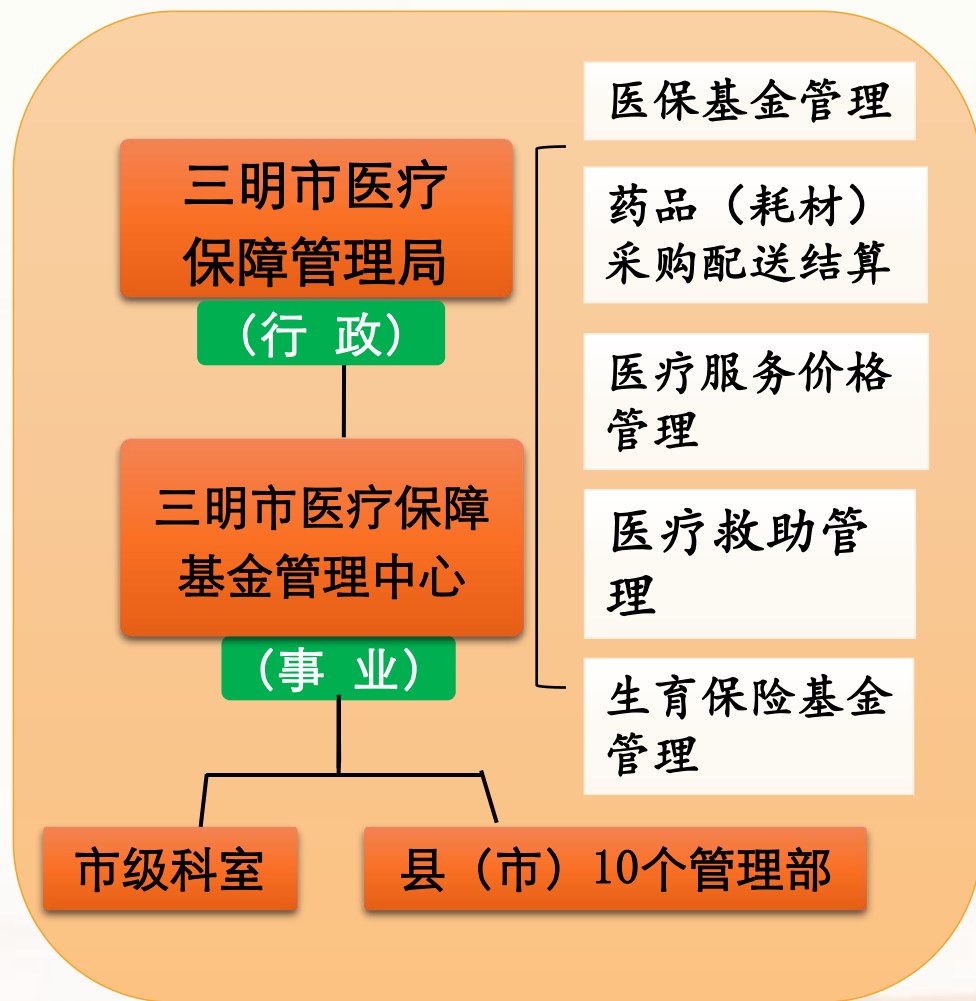 三明市医疗
保障管理局
（行 政）
三明市医疗保障
基金管理中心
（事 业）
市级科室
县（市）10个管理部
医保基金管理
药品（耗材）
采购配送结算
医疗服务价格
管理
医疗救助管
理
生育保险基金
管理